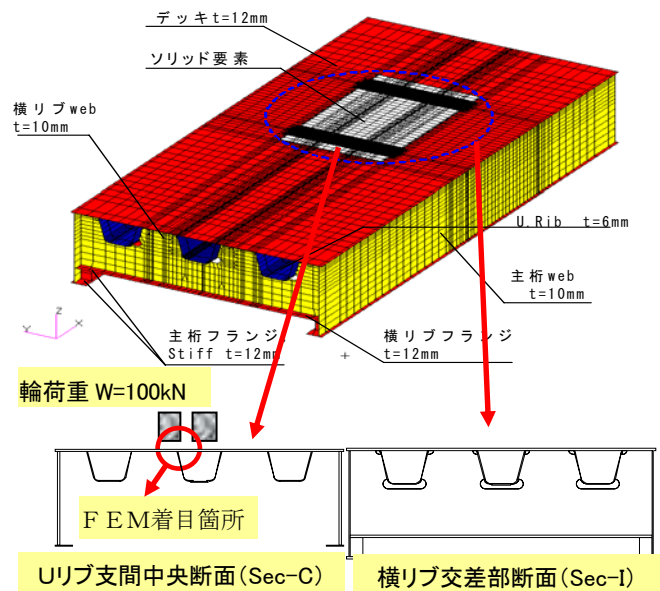 デッキt=12mm
ソリッド要素
横リブweb
t=10mm
U.Rib t=6mm
主桁web
t=10mm
Z
Y
X
主桁フランジ,
Stiff t=12mm
横リブフランジ
t=12mm
輪荷重 W=100kN
FEM着目箇所
Uリブ支間中央断面(Sec-C)
横リブ交差部断面(Sec-I)